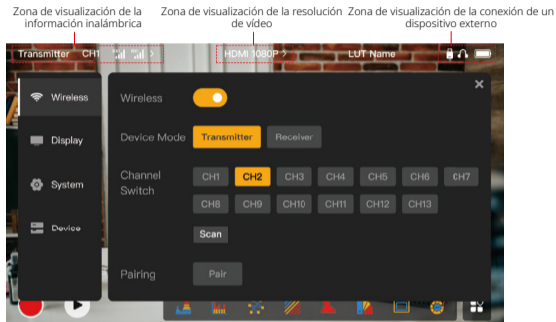 Zona de visualización de la
información inalámbrica
Zona de visualización de la resolución
de vídeo
Zona de visualización de la conexión de un
dispositivo externo
Transmitter CH1 HDMI 1080P > LUT Name
Wireless
Display
System
Device
Wireless
Device Mode Transmitter Receiver
Channel
Switch
CH1 CH2 CH3 CH4 CH5 CH6 CH7
CH8 CH9 CH10 CH11 CH12 CH13
Scan
Pairing Pair